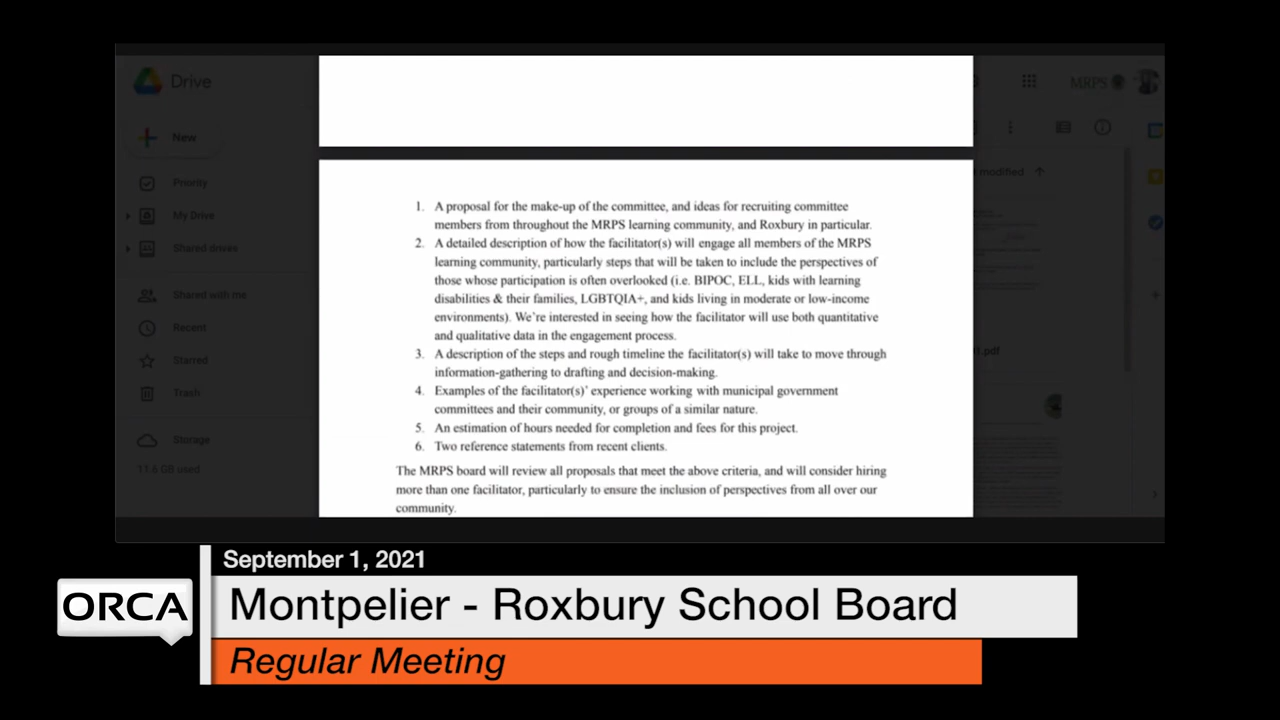 Drive
MRPS
New
Priority
modified
My Drive
Shared drives
Shared with me
Recent
Starred
.pdf
Trash
Storage
11.6 GB used
1. A proposal for the make-up of the committee, and ideas for recruiting committee
members from throughout the MRPS learning community, and Roxbury in particular.
2. A detailed description of how the facilitator(s) will engage all members of the MRPS
learning community, particularly steps that will be taken to include the perspectives of
those whose participation is often overlooked (i.e. BIPOC, ELL, kids with learning
disabilities & their families, LGBTQIA+, and kids living in moderate or low-income
environments). We're interested in seeing how the facilitator will use both quantitative
and qualitative data in the engagement process.
3. A description of the steps and rough timeline the facilitator(s) will take to move through
information-gathering to drafting and decision-making.
4. Examples of the facilitator(s)' experience working with municipal government
committees and their community, or groups of a similar nature.
5. An estimation of hours needed for completion and fees for this project.
6. Two reference statements from recent clients.
The MRPS board will review all proposals that meet the above criteria, and will consider hiring
more than one facilitator, particularly to ensure the inclusion of perspectives from all over our
community.
September 1, 2021
ORCA
Montpelier - Roxbury School Board
Regular Meeting